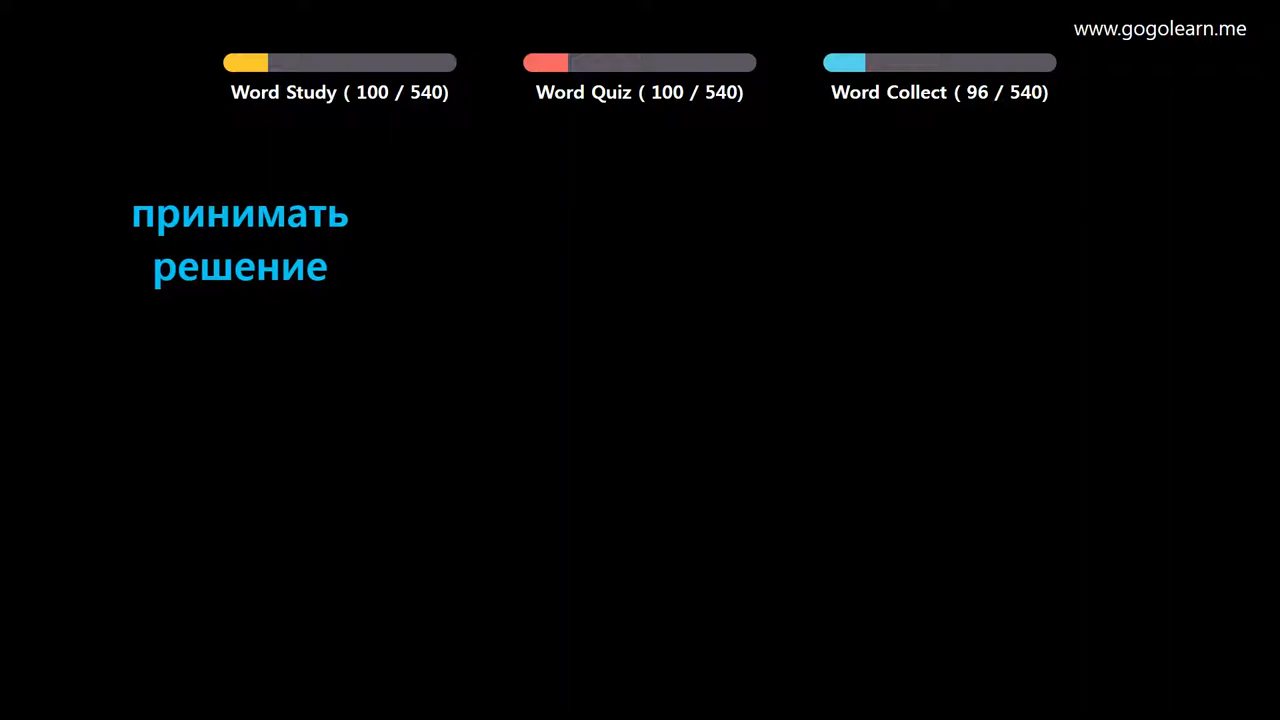 www.gogolearn.me
Word Study ( 100 / 540)
Word Quiz ( 100 / 540)
Word Collect ( 96 / 540)
принимать
решение